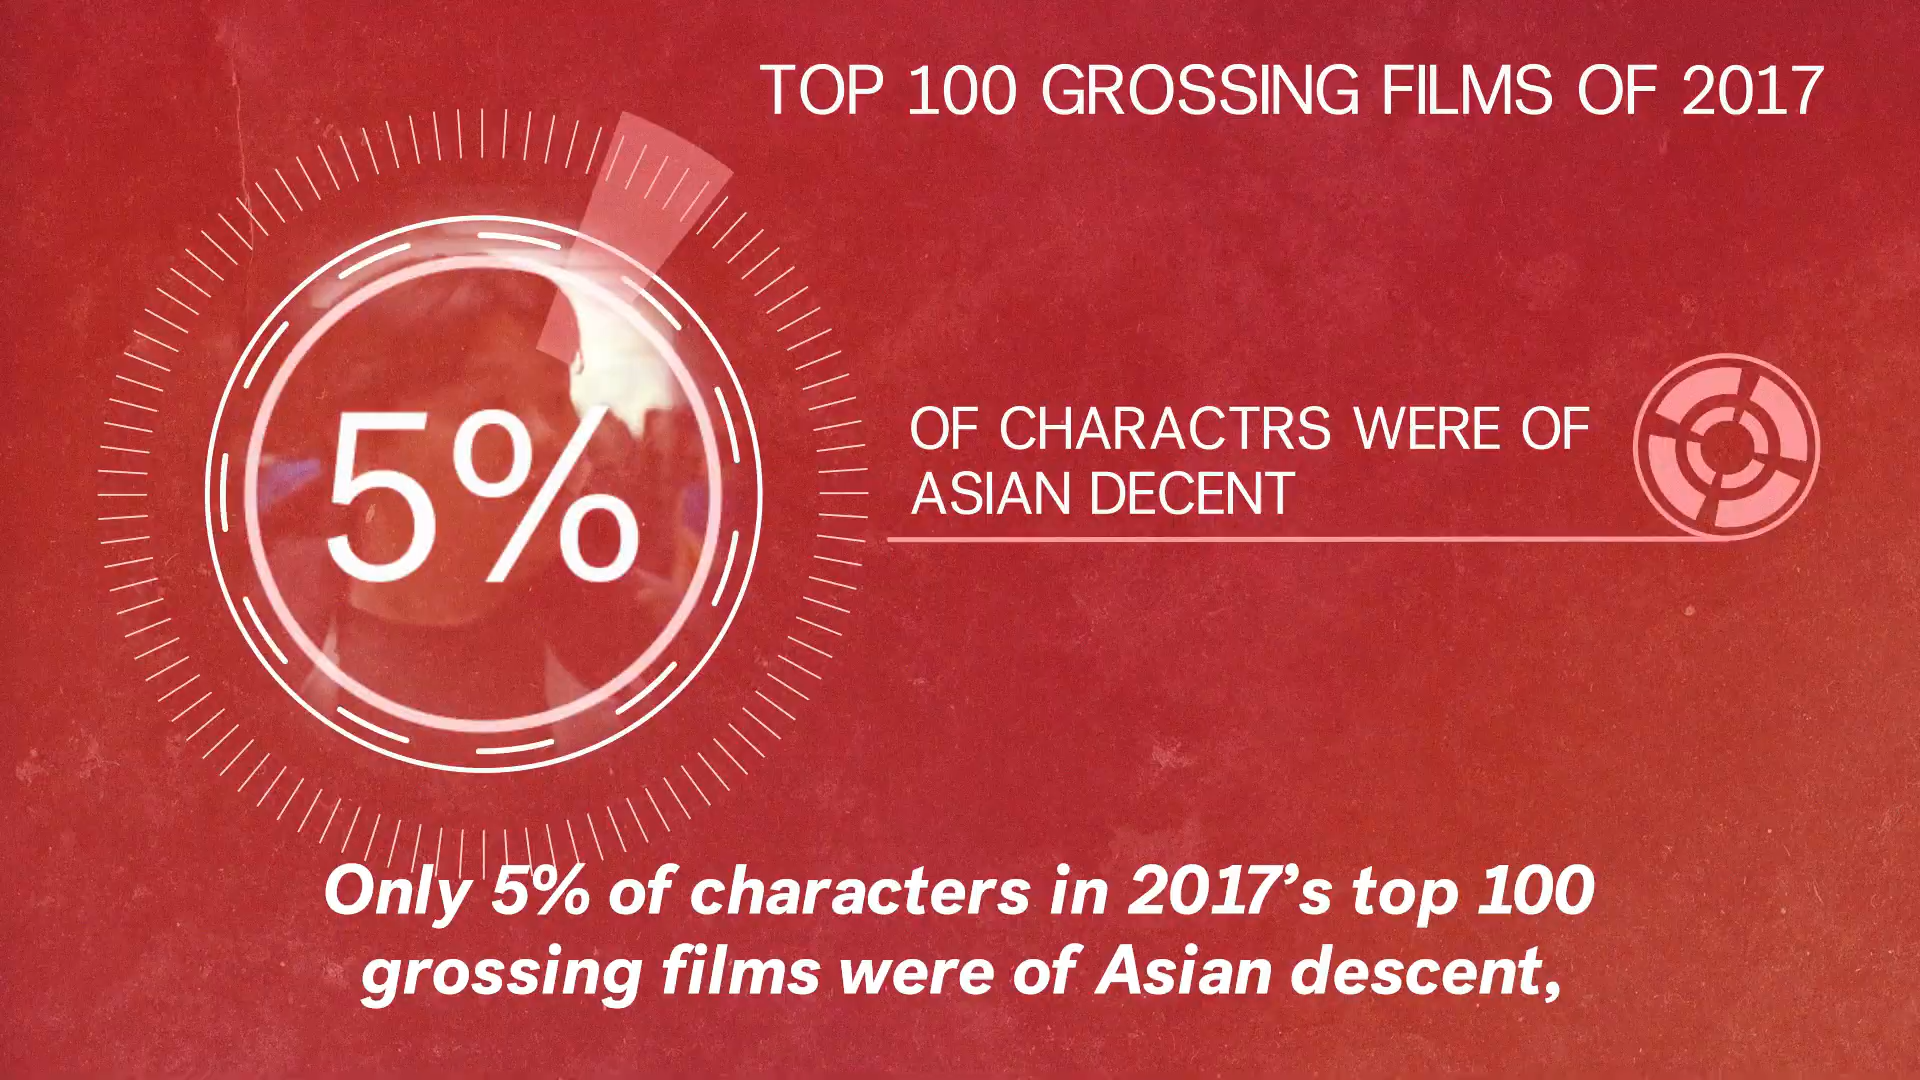 TOP 100 GROSSING FILMS OF 2017
5%
OF CHARACTRS WERE OF
ASIAN DECENT
Only 5% of characters in 2017’s top 100
grossing films were of Asian descent,